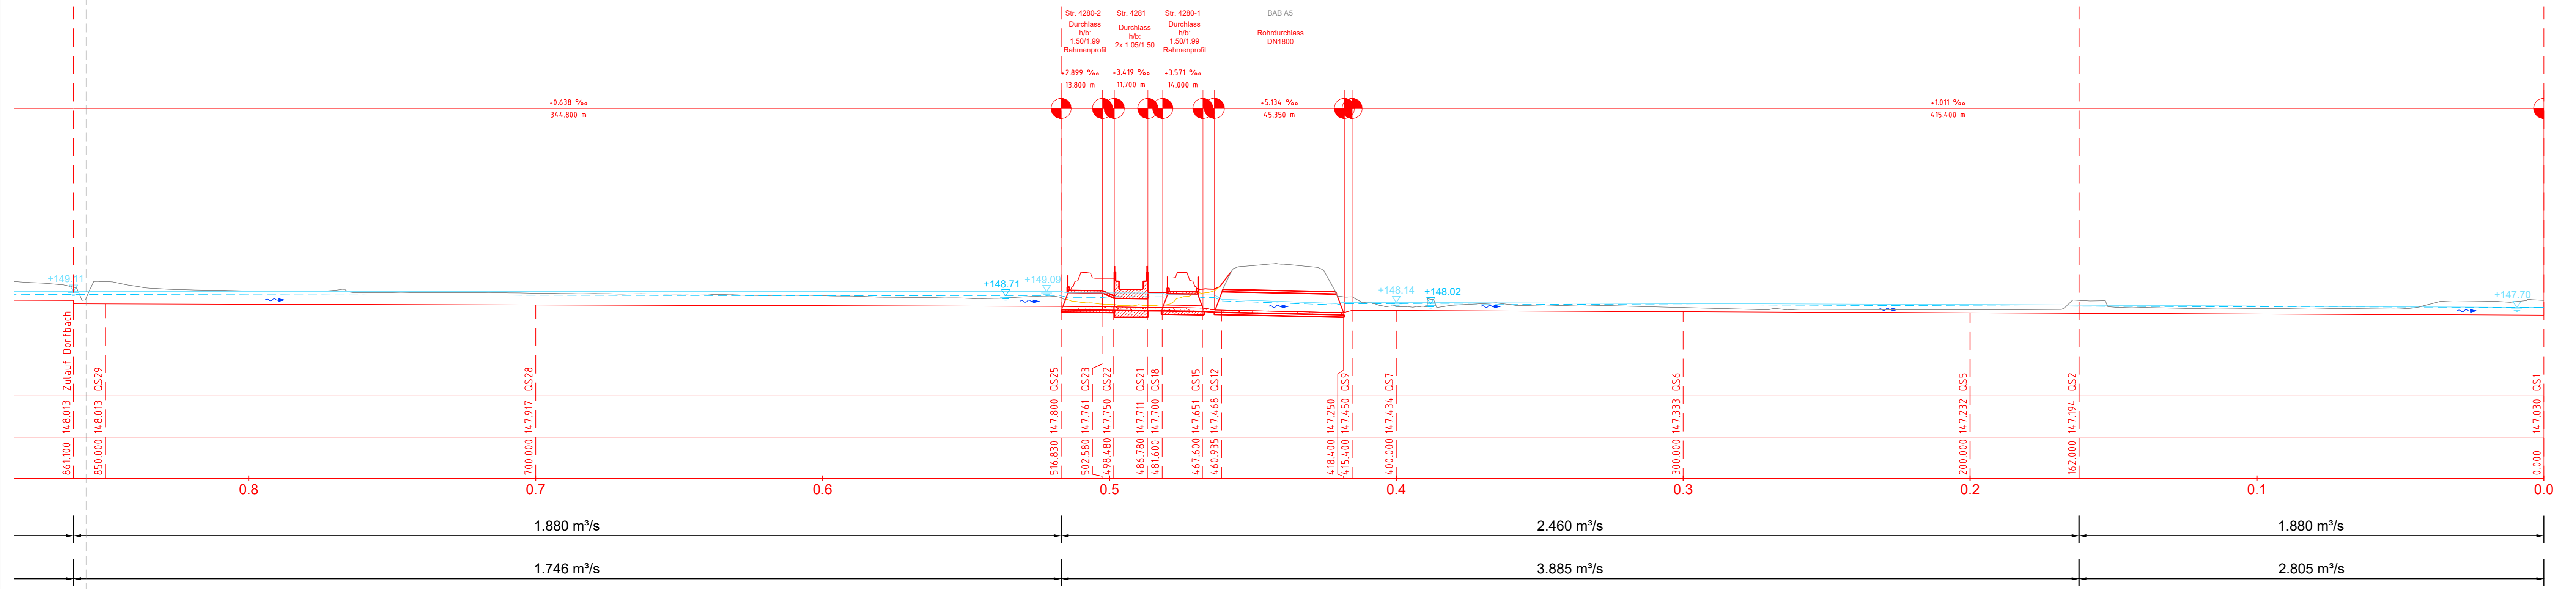 Str. 4280-2
Durchlass
h/b:
1.50/1.99
Rahmenprofil
Str. 4281
Durchlass
h/b:
2x 1.05/1.50
Str. 4280-1
Durchlass
h/b:
1.50/1.99
Rahmenprofil
BAB A5
Rohrdurchlass
DN1800
+0.638 ‰
344.800 m
+2.899 ‰
13.800 m
+3.419 ‰
11.700 m
+3.571 ‰
14.000 m
+5.134 ‰
45.350 m
+1.011 ‰
415.400 m
+149.11
+148.71
+149.09
+148.14
+148.02
+147.70
861.100 148.013 Zulauf Dorfbach
850.000 148.013 QS29
700.000 147.917 QS28
516.830 147.800 QS25
502.580 147.761 QS23
498.480 147.750 QS22
486.780 147.711 QS21
481.600 147.700 QS18
467.600 147.651 QS15
460.935 147.468 QS12
418.400 147.250
415.400 147.450 QS9
400.000 147.434 QS7
300.000 147.333 QS6
200.000 147.232 QS5
162.000 147.194 QS2
0.000 147.030 QS1
0.8
0.7
0.6
0.5
0.4
0.3
0.2
0.1
0.0
1.880 m³/s
2.460 m³/s
1.880 m³/s
1.746 m³/s
3.885 m³/s
2.805 m³/s